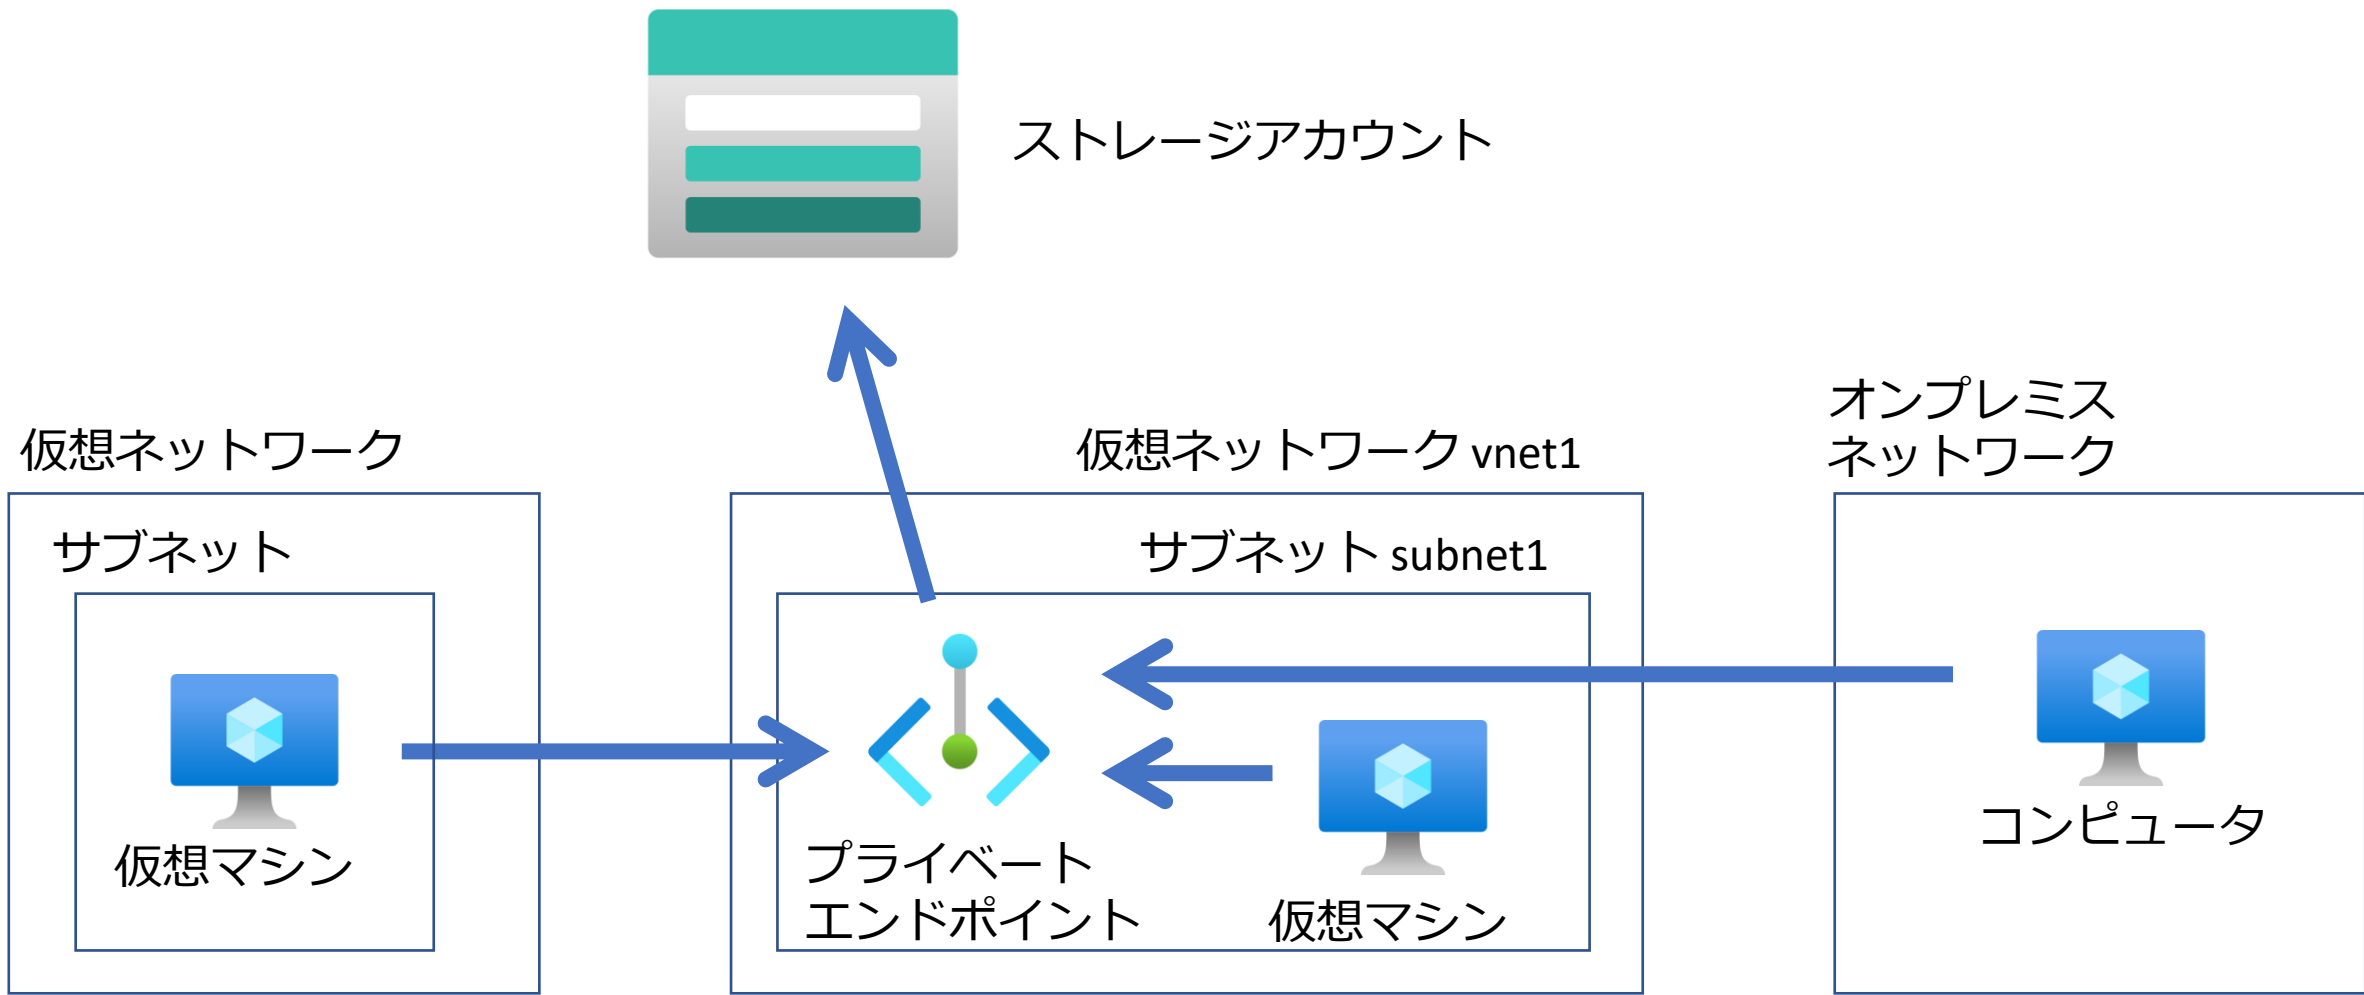 ストレージアカウント
オンプレミス
ネットワーク
仮想ネットワーク
仮想ネットワーク vnet1
サブネット
サブネット subnet1
仮想マシン
プライベート
エンドポイント
仮想マシン
コンピュータ